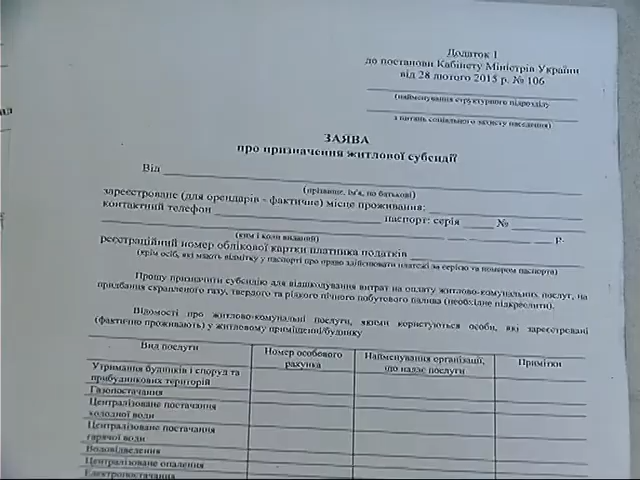 Додаток 1
до постанови Кабінету Міністрів України
від 28 лютого 2015 р. № 106
(найменування структурного підрозділу
з питань соціального захисту населення)
ЗАЯВА
про призначення житлової субсидії
Від
(прізвище, ім'я, по батькові)
зареєстроване (для орендарів - фактичне) місце проживання:
контактний телефон паспорт: серія №
(ким і коли виданий) р.
реєстраційний номер облікової картки платника податків
(крім осіб, які мають відмітку у паспорті про право здійснювати платежі за серією та номером паспорта)
Прошу призначити субсидію для відшкодування витрат на оплату житлово-комунальних послуг, на
придбання скрапленого газу, твердого та рідкого пічного побутового палива (необхідне підкреслити).
Відомості про житлово-комунальні послуги, якими користуються особи, які зареєстровані
(фактично проживають) у житловому приміщенні/будинку
Вид послуги Номер особового рахунка Найменування організації, що надає послуги Примітки
Утримання будинків і споруд та
прибудинкових територій
Газопостачання
Централізоване постачання
холодної води
Централізоване постачання
гарячої води
Водовідведення
Централізоване опалення
Електропостачання